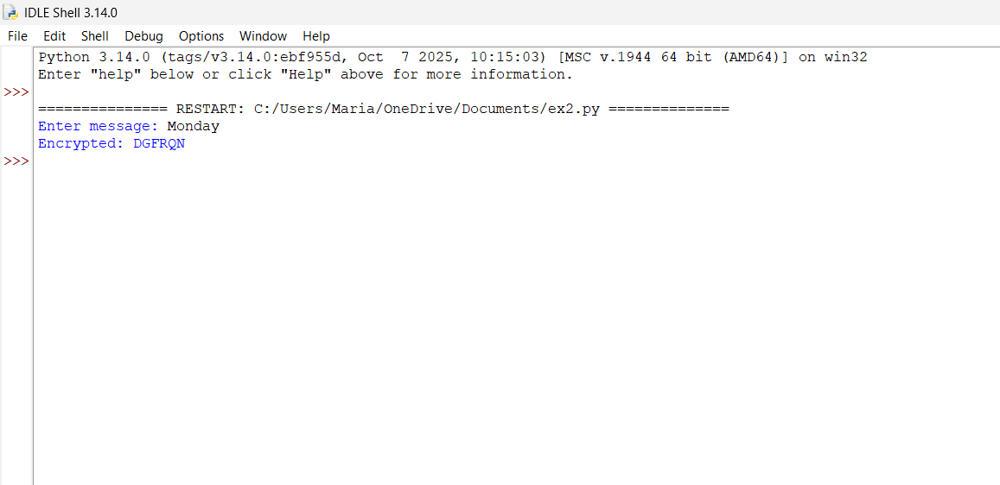 IDLE Shell 3.14.0
File Edit Shell Debug Options Window Help
Python 3.14.0 (tags/v3.14.0:ebf955d, Oct  7 2025, 10:15:03) [MSC v.1944 64 bit (AMD64)] on win32
Enter "help" below or click "Help" above for more information.
>>>
=============== RESTART: C:/Users/Maria/OneDrive/Documents/ex2.py ==============
Enter message: Monday
Encrypted: DGFRQN
>>>